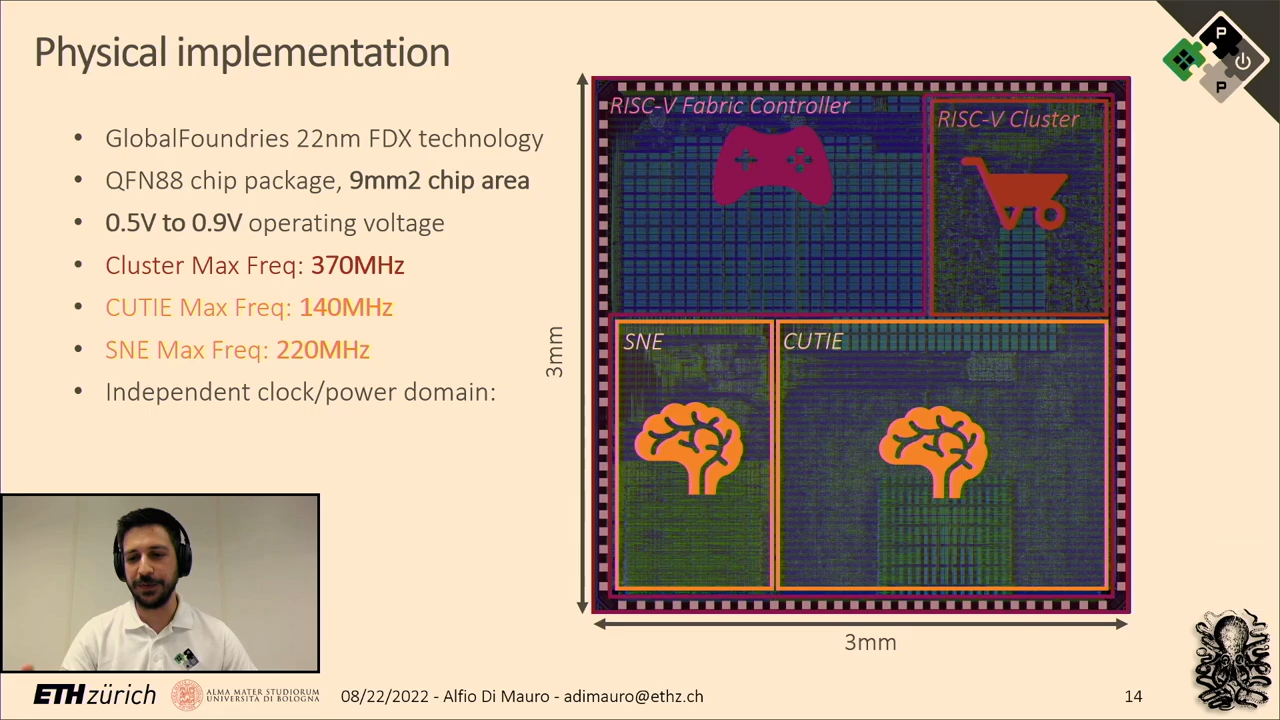 Physical implementation
P
P
RISC-V Fabric Controller
RISC-V Cluster
• GlobalFoundries 22nm FDX technology
• QFN88 chip package, 9mm2 chip area
• 0.5V to 0.9V operating voltage
• Cluster Max Freq: 370MHz
• CUTIE Max Freq: 140MHz
• SNE Max Freq: 220MHz
• Independent clock/power domain:
SNE
CUTIE
3mm
3mm
ETH zürich
ALMA MATER STUDIORUM
UNIVERSITÀ DI BOLOGNA
08/22/2022 - Alfio Di Mauro - adimauro@ethz.ch
14